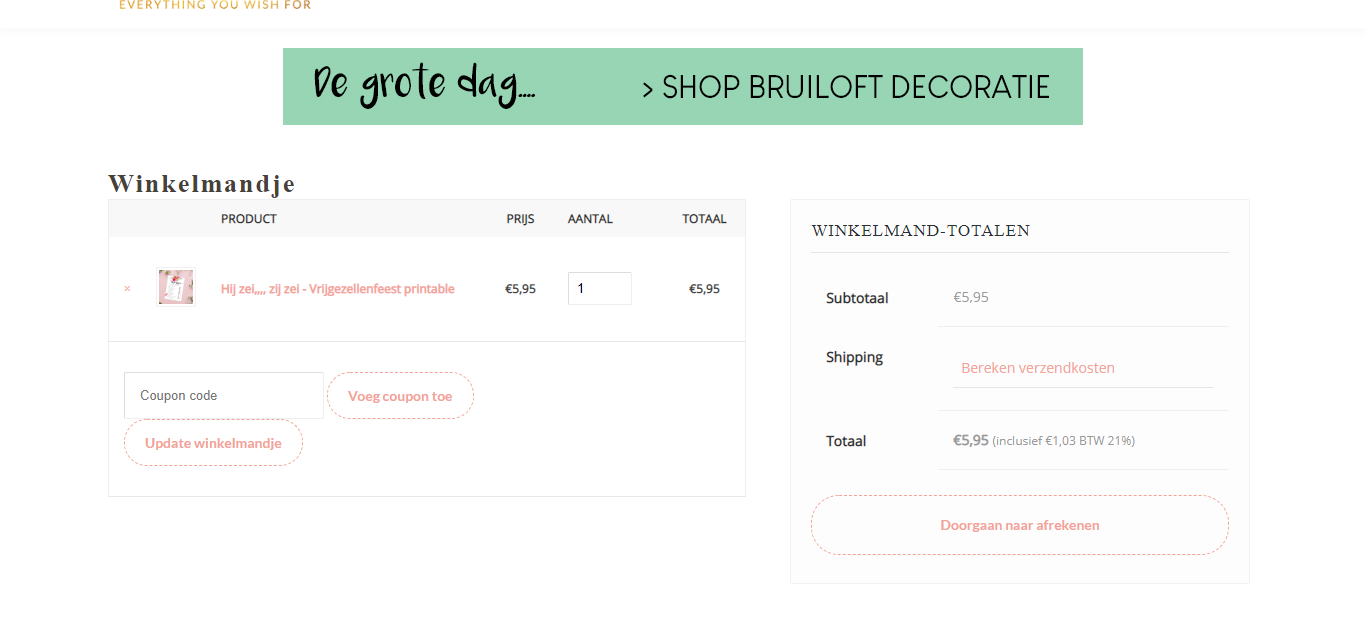 EVERYTHING YOU WISH FOR
De grote dag.... > SHOP BRUILOFT DECORATIE
Winkelmandje
PRODUCT PRIJS AANTAL TOTAAL
× Hij zei,,,, zij zei - Vrijgezellenfeest printable €5,95 1 €5,95
Coupon code Voeg coupon toe
Update winkelmandje
WINKELMAND-TOTALEN
Subtotaal €5,95
Shipping Bereken verzendkosten
Totaal €5,95 (inclusief €1,03 BTW 21%)
Doorgaan naar afrekenen